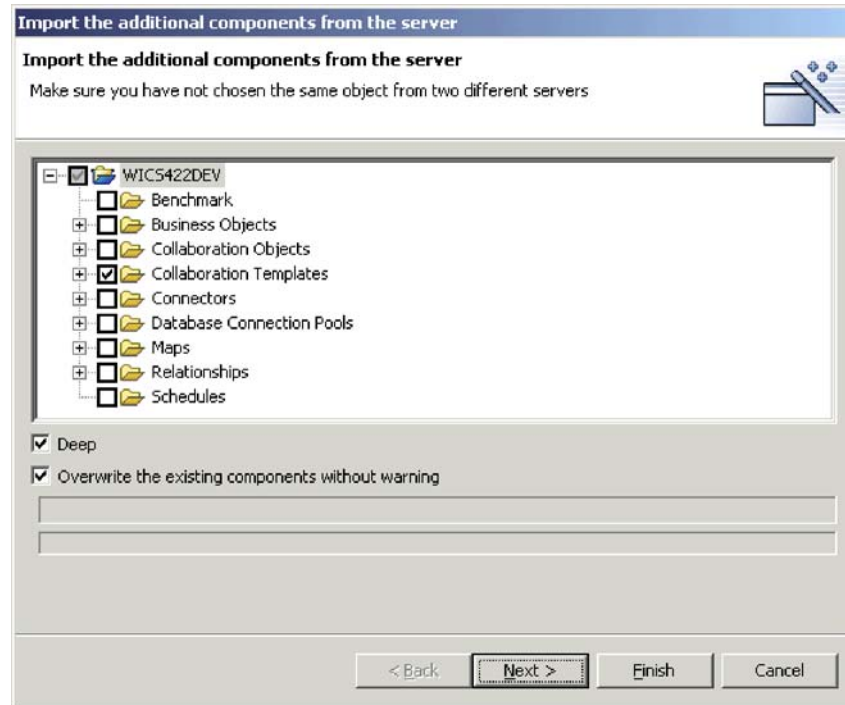 Import the additional components from the server
Import the additional components from the server
Make sure you have not chosen the same object from two different servers
WICS422DEV
Benchmark
Business Objects
Collaboration Objects
Collaboration Templates
Connectors
Database Connection Pools
Maps
Relationships
Schedules
Deep
Overwrite the existing components without warning
< Back
Next >
Finish
Cancel